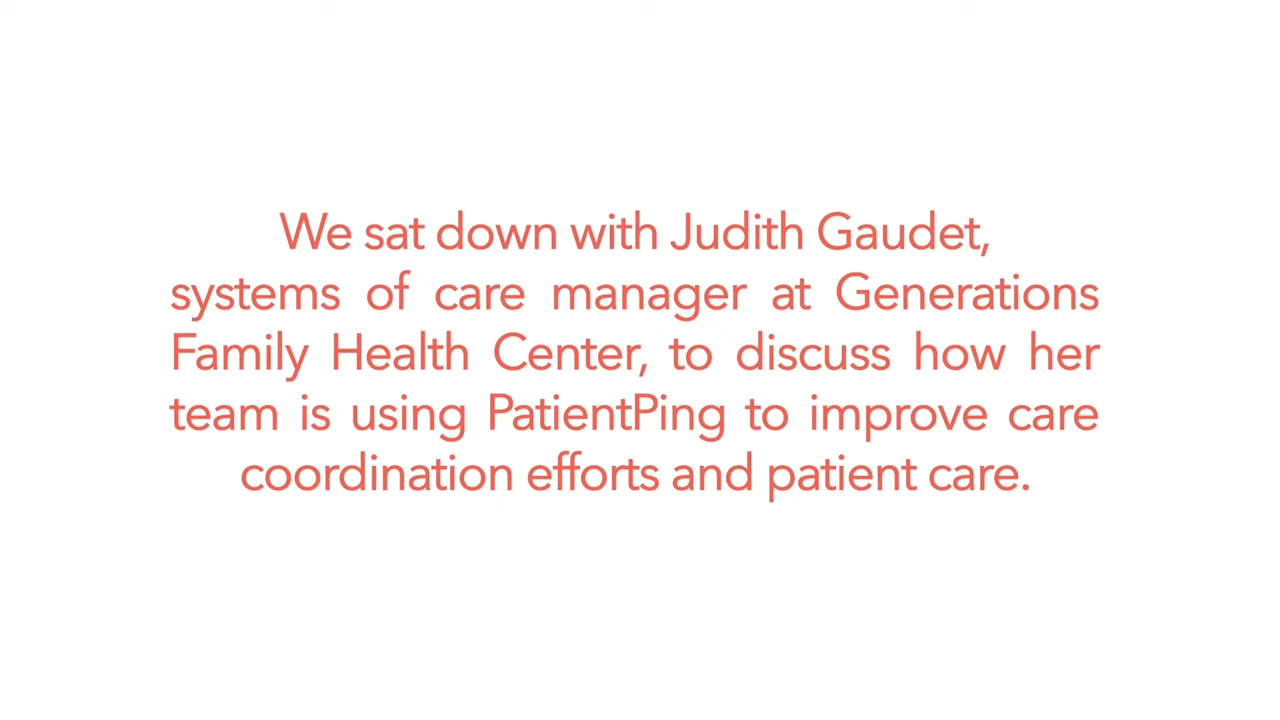 We sat down with Judith Gaudet,
systems of care manager at Generations
Family Health Center, to discuss how her
team is using PatientPing to improve care
coordination efforts and patient care.